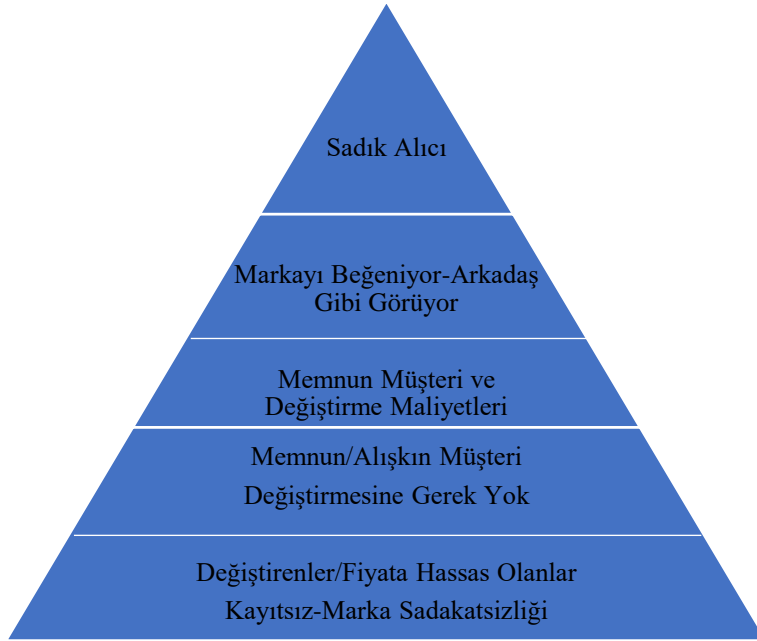 Sadık Alıcı
Markayı Beğeniyor-Arkadaş
Gibi Görüyor
Memnun Müşteri ve
Değiştirme Maliyetleri
Memnun/Alışkın Müşteri
Değiştirmesine Gerek Yok
Değiştirenler/Fiyata Hassas Olanlar
Kayıtsız-Marka Sadakatsizliği